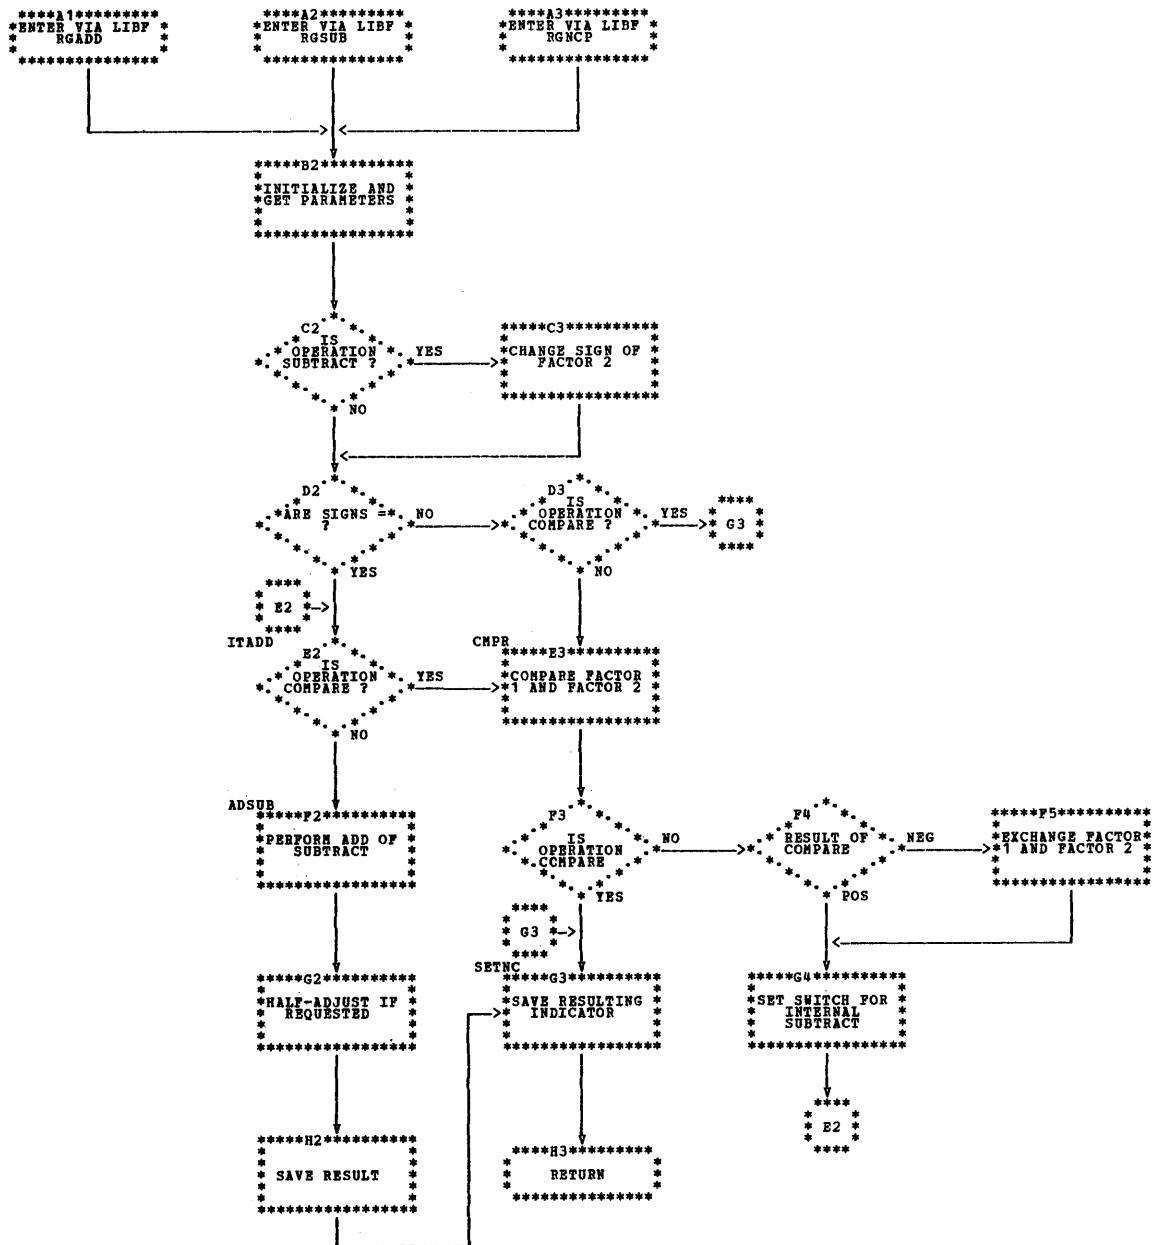 A1
ENTER VIA LIBF
RGADD
A2
ENTER VIA LIBF
RGSUB
A3
ENTER VIA LIBF
RGNCP
B2
INITIALIZE AND
GET PARAMETERS
C2
IS
OPERATION
SUBTRACT ?
YES
NO
C3
CHANGE SIGN OF
FACTOR 2
D2
ARE SIGNS =
?
NO
YES
D3
IS
OPERATION
COMPARE ?
YES
NO
G3
E2
ITADD
E2
IS
OPERATION
COMPARE ?
YES
NO
CMPR
E3
COMPARE FACTOR
1 AND FACTOR 2
ADSUB
F2
PERFORM ADD OF
SUBTRACT
F3
IS
OPERATION
CCMPARE
NO
YES
F4
RESULT OF
COMPARE
NEG
POS
F5
EXCHANGE FACTOR
1 AND FACTOR 2
G3
SETNC
G2
HALF-ADJUST IF
REQUESTED
G3
SAVE RESULTING
INDICATOR
G4
SET SWITCH FOR
INTERNAL
SUBTRACT
E2
H2
SAVE RESULT
H3
RETURN